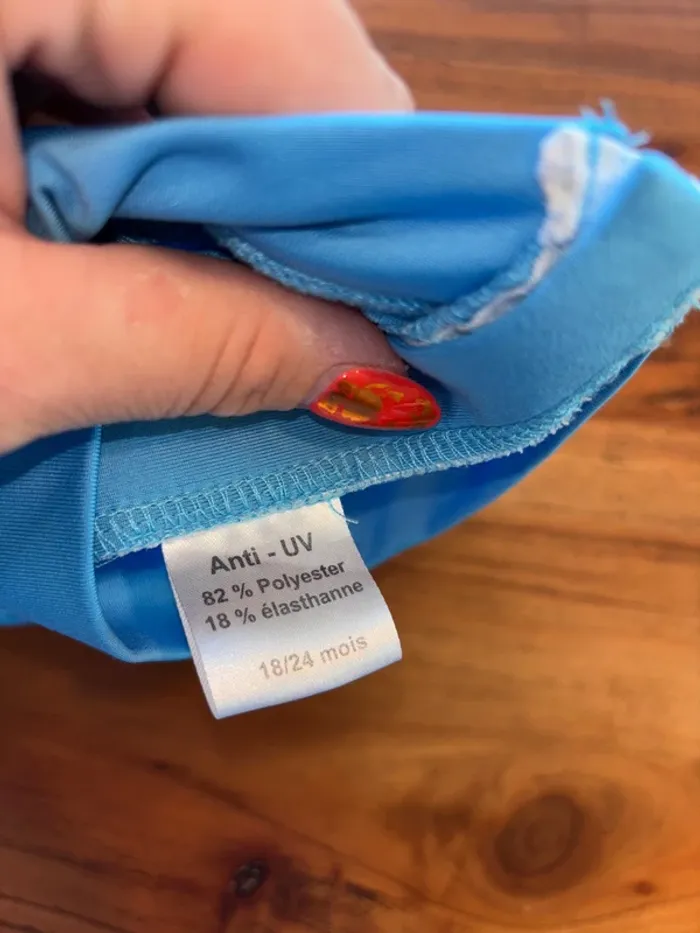 Anti - UV
82 % Polyester
18 % élasthanne
18/24 mois